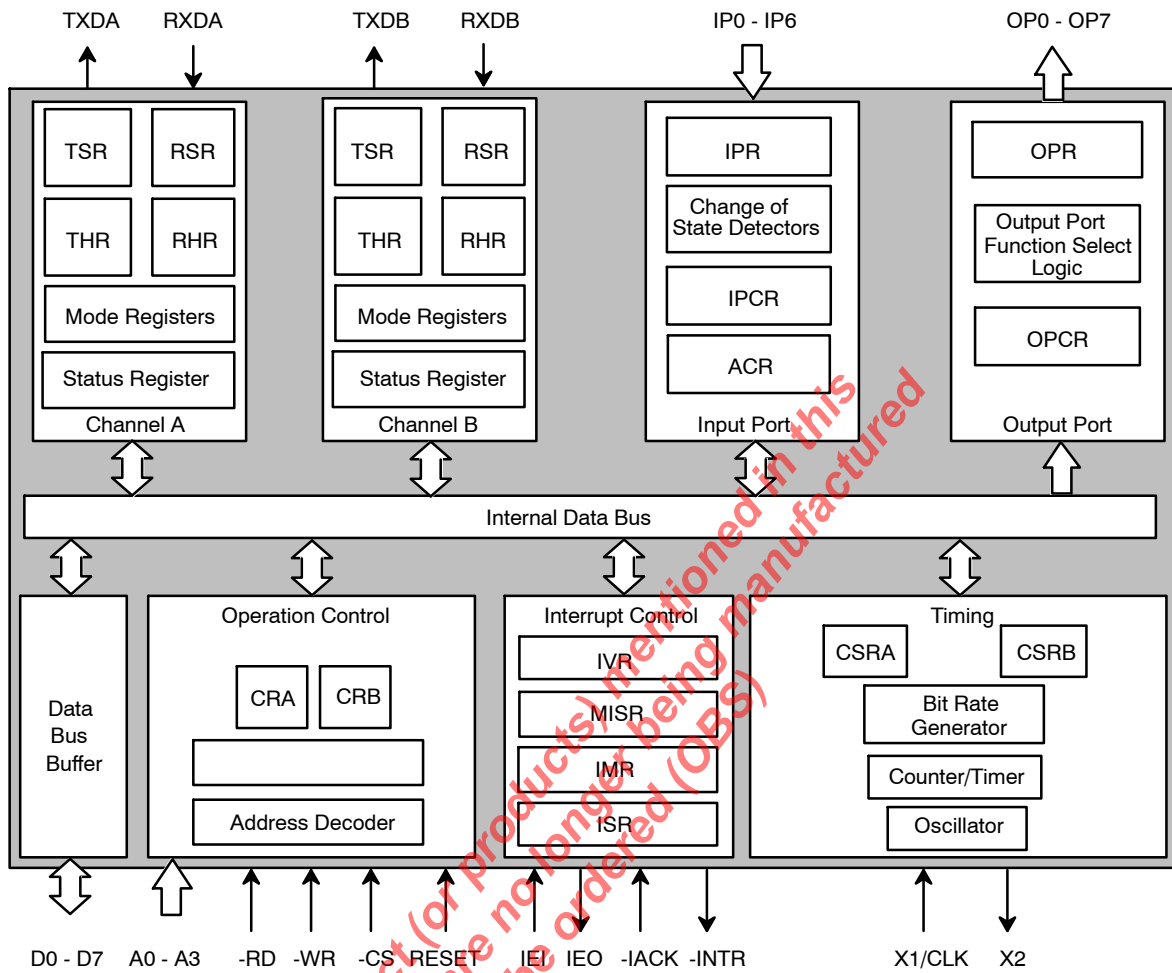 TXDA RXDA TXDB RXDB IP0 - IP6 OP0 - OP7
TSR RSR
THR RHR
Mode Registers
Status Register
Channel A
TSR RSR
THR RHR
Mode Registers
Status Register
Channel B
IPR
Change of
State Detectors
IPCR
ACR
Input Port
OPR
Output Port
Function Select
Logic
OPCR
Output Port
Internal Data Bus
Data
Bus
Buffer
Operation Control
CRA CRB
Address Decoder
Interrupt Control
IVR
MISR
IMR
ISR
Timing
CSRA CSRB
Bit Rate
Generator
Counter/Timer
Oscillator
D0 - D7 A0 - A3 -RD -WR -CS RESET IEI IEO -IACK -INTR X1/CLK X2
ct (or products) mentioned in this
re no longer being manufactured
be ordered (OBS)